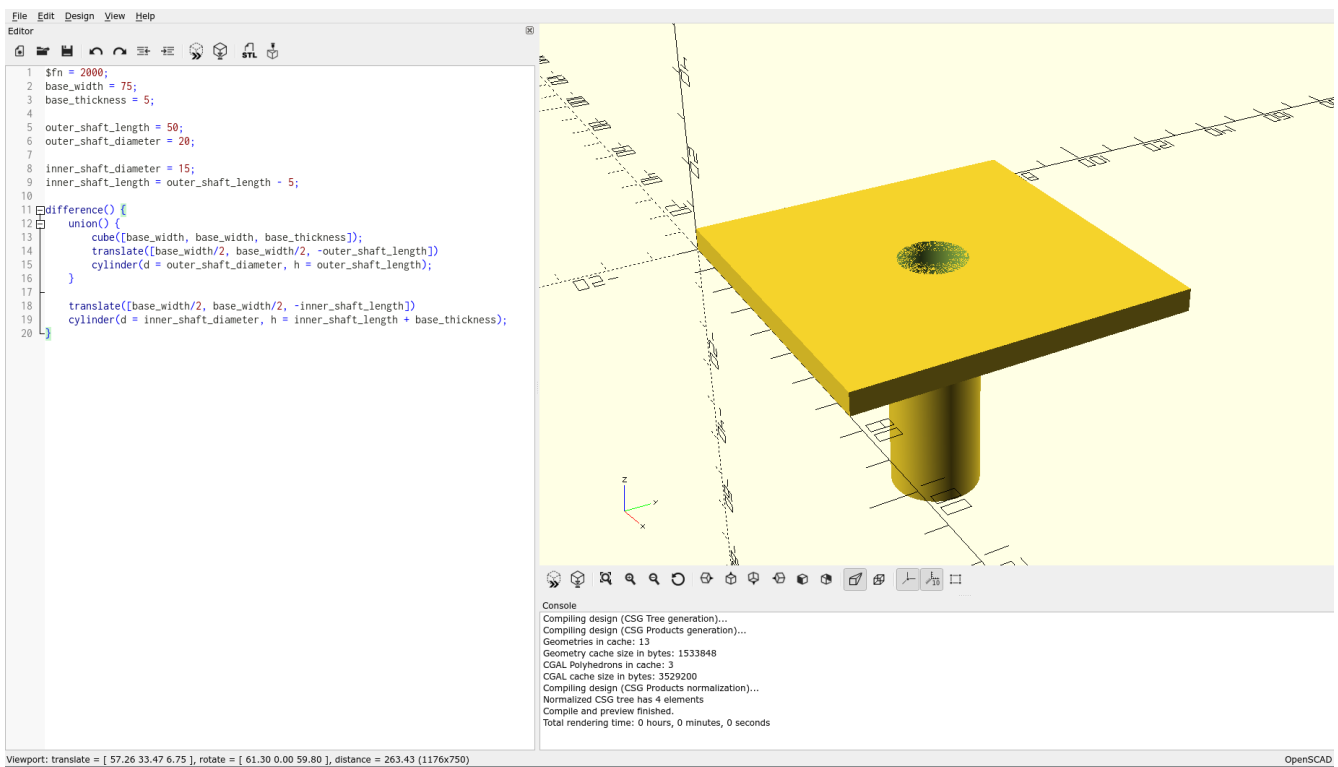 File Edit Design View Help
Editor
STL
1 $fn = 2000;
2 base_width = 75;
3 base_thickness = 5;
4
5 outer_shaft_length = 50;
6 outer_shaft_diameter = 20;
7
8 inner_shaft_diameter = 15;
9 inner_shaft_length = outer_shaft_length - 5;
10
11 difference() {
12 union() {
13 cube([base_width, base_width, base_thickness]);
14 translate([base_width/2, base_width/2, -outer_shaft_length])
15 cylinder(d = outer_shaft_diameter, h = outer_shaft_length);
16 }
17
18 translate([base_width/2, base_width/2, -inner_shaft_length])
19 cylinder(d = inner_shaft_diameter, h = inner_shaft_length + base_thickness);
20 }
z
y
x
10
Console
Compiling design (CSG Tree generation)...
Compiling design (CSG Products generation)...
Geometries in cache: 13
Geometry cache size in bytes: 1533848
CGAL Polyhedrons in cache: 3
CGAL cache size in bytes: 3529200
Compiling design (CSG Products normalization)...
Normalized CSG tree has 4 elements
Compile and preview finished.
Total rendering time: 0 hours, 0 minutes, 0 seconds
Viewport: translate = [ 57.26 33.47 6.75 ], rotate = [ 61.30 0.00 59.80 ], distance = 263.43 (1176x750)
OpenSCAD